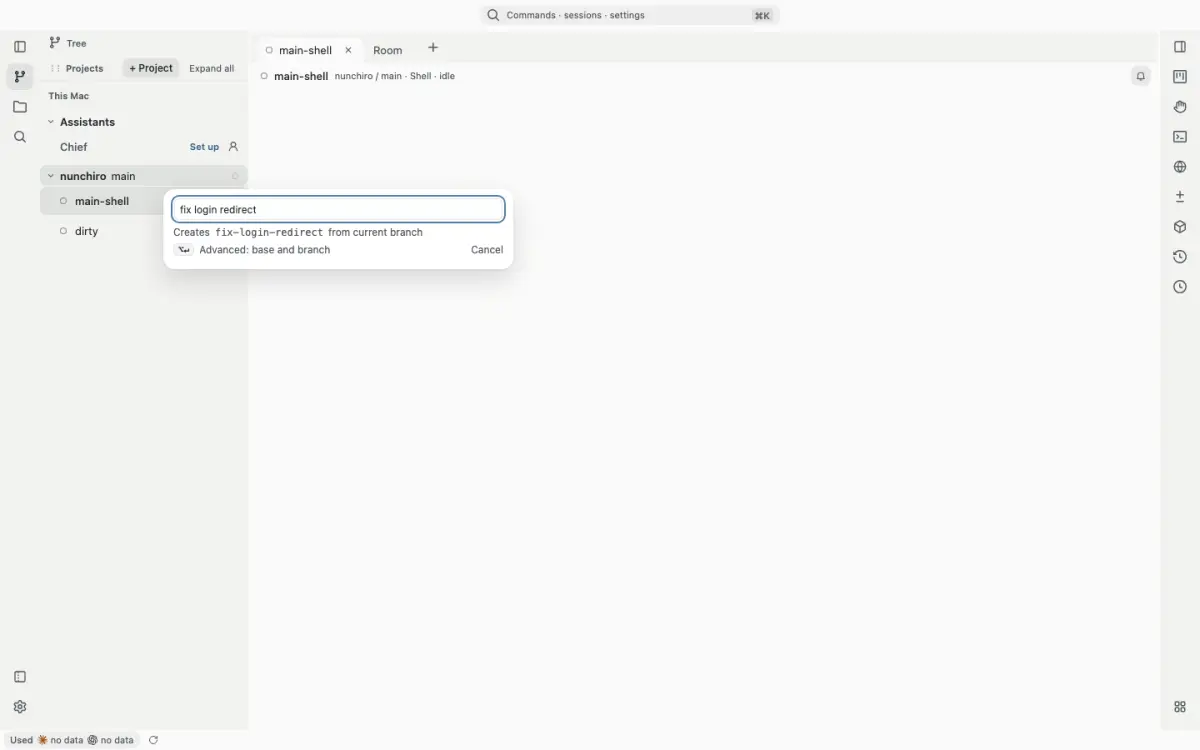 Commands · sessions · settings ⌘K
Tree
Projects + Project Expand all
This Mac
Assistants
Chief Set up
nunchiro main
main-shell
dirty
main-shell × Room +
main-shell nunchiro / main · Shell · idle
fix login redirect
Creates fix-login-redirect from current branch
⌥↵ Advanced: base and branch Cancel
Used no data no data